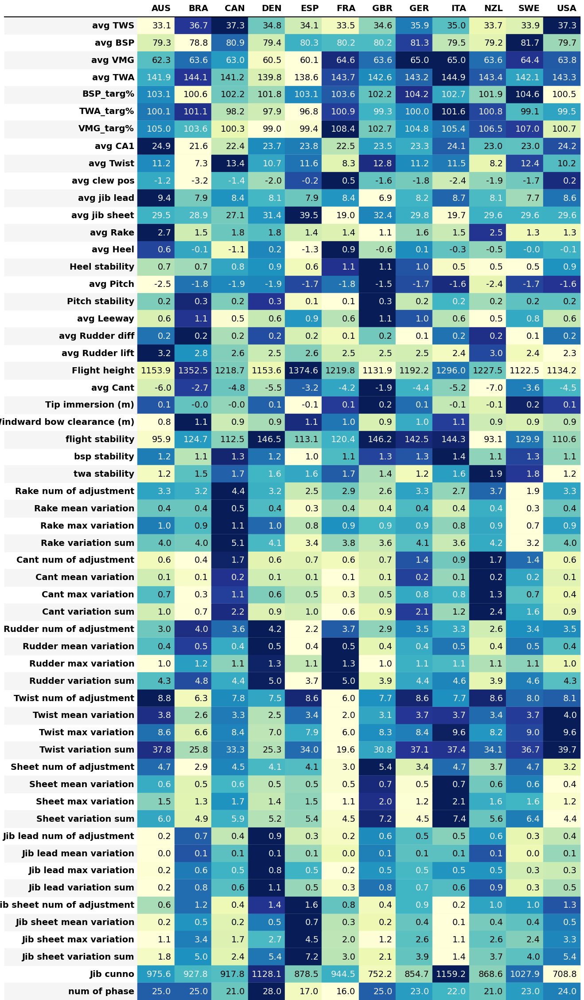 AUS BRA CAN DEN ESP FRA GBR GER ITA NZL SWE USA
avg TWS 33.1 36.7 37.3 34.8 34.1 33.5 34.6 35.9 35.0 33.7 33.9 37.3
avg BSP 79.3 78.8 80.9 79.4 80.3 80.2 80.2 81.3 79.5 79.2 81.7 79.7
avg VMG 62.3 63.6 63.0 60.5 60.1 64.6 63.6 65.0 65.0 63.6 64.4 63.8
avg TWA 141.9 144.1 141.2 139.8 138.6 143.7 142.6 143.2 144.9 143.4 142.1 143.3
BSP_targ% 103.1 100.6 102.2 101.8 103.1 103.6 102.2 104.2 102.7 101.9 104.6 100.5
TWA_targ% 100.1 101.1 98.2 97.9 96.8 100.9 99.3 100.0 101.6 100.8 99.1 99.5
VMG_targ% 105.0 103.6 100.3 99.0 99.4 108.4 102.7 104.8 105.4 106.5 107.0 100.7
avg CA1 24.9 21.6 22.4 23.7 23.8 22.5 23.5 23.3 24.1 23.0 23.0 24.2
avg Twist 11.2 7.3 13.4 10.7 11.6 8.3 12.8 11.2 11.5 8.2 12.4 10.2
avg clew pos -1.2 -3.2 -1.4 -2.0 -0.2 0.5 -1.6 -1.8 -2.4 -1.9 -1.7 0.2
avg jib lead 9.4 7.9 8.4 8.1 7.9 8.4 6.9 8.2 8.7 8.1 7.7 8.6
avg jib sheet 29.5 28.9 27.1 31.4 39.5 19.0 32.4 29.8 19.7 29.6 29.6 29.6
avg Rake 2.7 1.5 1.8 1.8 1.4 1.4 1.1 1.6 1.5 2.5 1.3 1.3
avg Heel 0.6 -0.1 -1.1 0.2 -1.3 0.9 -0.6 0.1 -0.3 -0.5 -0.0 -0.1
Heel stability 0.7 0.7 0.8 0.9 0.6 1.1 1.1 1.0 0.5 0.5 0.5 0.9
avg Pitch -2.5 -1.8 -1.9 -1.9 -1.7 -1.8 -1.5 -1.7 -1.6 -2.4 -1.7 -1.6
Pitch stability 0.2 0.3 0.2 0.3 0.1 0.1 0.3 0.2 0.2 0.2 0.2 0.2
avg Leeway 0.6 1.1 0.5 0.6 0.9 0.6 1.1 1.0 0.6 0.5 0.8 0.6
avg Rudder diff 0.2 0.2 0.2 0.2 0.2 0.1 0.2 0.1 0.2 0.2 0.1 0.2
avg Rudder lift 3.2 2.8 2.6 2.5 2.6 2.5 2.5 2.5 2.4 3.0 2.4 2.3
Flight height 1153.9 1352.5 1218.7 1153.6 1374.6 1219.8 1131.9 1192.2 1296.0 1227.5 1122.5 1134.2
avg Cant -6.0 -2.7 -4.8 -5.5 -3.2 -4.2 -1.9 -4.4 -5.2 -7.0 -3.6 -4.5
Tip immersion (m) 0.1 -0.0 -0.0 0.1 -0.1 0.1 0.2 0.1 -0.1 -0.1 0.2 0.1
indward bow clearance (m) 0.8 1.1 0.9 0.9 1.1 1.0 0.9 1.0 1.1 0.9 0.9 0.9
flight stability 95.9 124.7 112.5 146.5 113.1 120.4 146.2 142.5 144.3 93.1 129.9 110.6
bsp stability 1.2 1.1 1.3 1.2 1.0 1.1 1.3 1.3 1.4 1.1 1.3 1.1
twa stability 1.2 1.5 1.7 1.6 1.6 1.7 1.4 1.2 1.6 1.9 1.8 1.2
Rake num of adjustment 3.3 3.2 4.4 3.2 2.5 2.9 2.6 3.3 2.7 3.7 1.9 3.3
Rake mean variation 0.4 0.4 0.5 0.4 0.3 0.4 0.4 0.4 0.4 0.4 0.3 0.4
Rake max variation 1.0 0.9 1.1 1.0 0.8 0.9 0.9 0.9 0.8 0.9 0.7 0.9
Rake variation sum 4.0 4.0 5.1 4.1 3.4 3.8 3.6 4.1 3.6 4.2 3.2 4.0
Cant num of adjustment 0.6 0.4 1.7 0.6 0.7 0.6 0.7 1.4 0.9 1.7 1.4 0.6
Cant mean variation 0.1 0.1 0.2 0.1 0.1 0.1 0.1 0.2 0.1 0.2 0.2 0.1
Cant max variation 0.7 0.3 1.1 0.6 0.5 0.3 0.5 0.8 0.8 1.3 0.7 0.4
Cant variation sum 1.0 0.7 2.2 0.9 1.0 0.6 0.9 2.1 1.2 2.4 1.6 0.9
Rudder num of adjustment 3.0 4.0 3.6 4.2 2.2 3.7 2.9 3.5 3.3 2.6 3.4 3.5
Rudder mean variation 0.4 0.5 0.4 0.5 0.4 0.5 0.4 0.4 0.5 0.4 0.5 0.4
Rudder max variation 1.0 1.2 1.1 1.3 1.1 1.3 1.0 1.1 1.1 1.1 1.1 1.0
Rudder variation sum 4.3 4.8 4.4 5.0 3.7 5.0 3.9 4.4 4.6 3.9 4.6 4.3
Twist num of adjustment 8.8 6.3 7.8 7.5 8.6 6.0 7.7 8.6 7.7 8.6 8.0 8.1
Twist mean variation 3.8 2.6 3.3 2.5 3.4 2.0 3.1 3.7 3.7 3.4 3.7 4.0
Twist max variation 8.6 6.6 8.4 7.0 7.9 6.0 8.3 8.4 9.6 8.2 9.0 9.6
Twist variation sum 37.8 25.8 33.3 25.3 34.0 19.6 30.8 37.1 37.4 34.1 36.7 39.7
Sheet num of adjustment 4.7 2.9 4.5 4.1 4.1 3.0 5.4 3.4 4.7 3.7 4.7 3.2
Sheet mean variation 0.6 0.5 0.6 0.5 0.5 0.5 0.7 0.5 0.7 0.6 0.6 0.4
Sheet max variation 1.5 1.3 1.7 1.4 1.5 1.1 2.0 1.2 2.1 1.6 1.6 1.2
Sheet variation sum 6.0 4.9 5.9 5.2 5.4 4.5 7.2 4.5 7.4 5.6 6.4 4.4
Jib lead num of adjustment 0.2 0.7 0.4 0.9 0.3 0.2 0.6 0.5 0.5 0.6 0.3 0.4
Jib lead mean variation 0.0 0.1 0.1 0.1 0.1 0.0 0.1 0.1 0.1 0.1 0.0 0.1
Jib lead max variation 0.2 0.6 0.5 0.8 0.5 0.2 0.5 0.5 0.5 0.5 0.3 0.3
Jib lead variation sum 0.2 0.8 0.6 1.1 0.5 0.3 0.8 0.7 0.6 0.9 0.3 0.5
ib sheet num of adjustment 0.6 1.2 0.4 1.4 1.6 0.8 0.4 0.9 0.2 1.0 1.0 1.3
Jib sheet mean variation 0.2 0.5 0.2 0.5 0.7 0.3 0.2 0.4 0.1 0.4 0.4 0.5
Jib sheet max variation 1.1 3.4 1.7 2.7 4.5 2.0 1.2 2.6 1.1 2.6 2.4 3.3
Jib sheet variation sum 1.8 5.0 2.4 5.4 7.2 3.0 2.1 3.9 1.4 3.7 4.0 5.4
Jib cunno 975.6 927.8 917.8 1128.1 878.5 944.5 752.2 854.7 1159.2 868.6 1027.9 708.8
num of phase 25.0 25.0 21.0 28.0 17.0 16.0 25.0 23.0 22.0 21.0 23.0 24.0